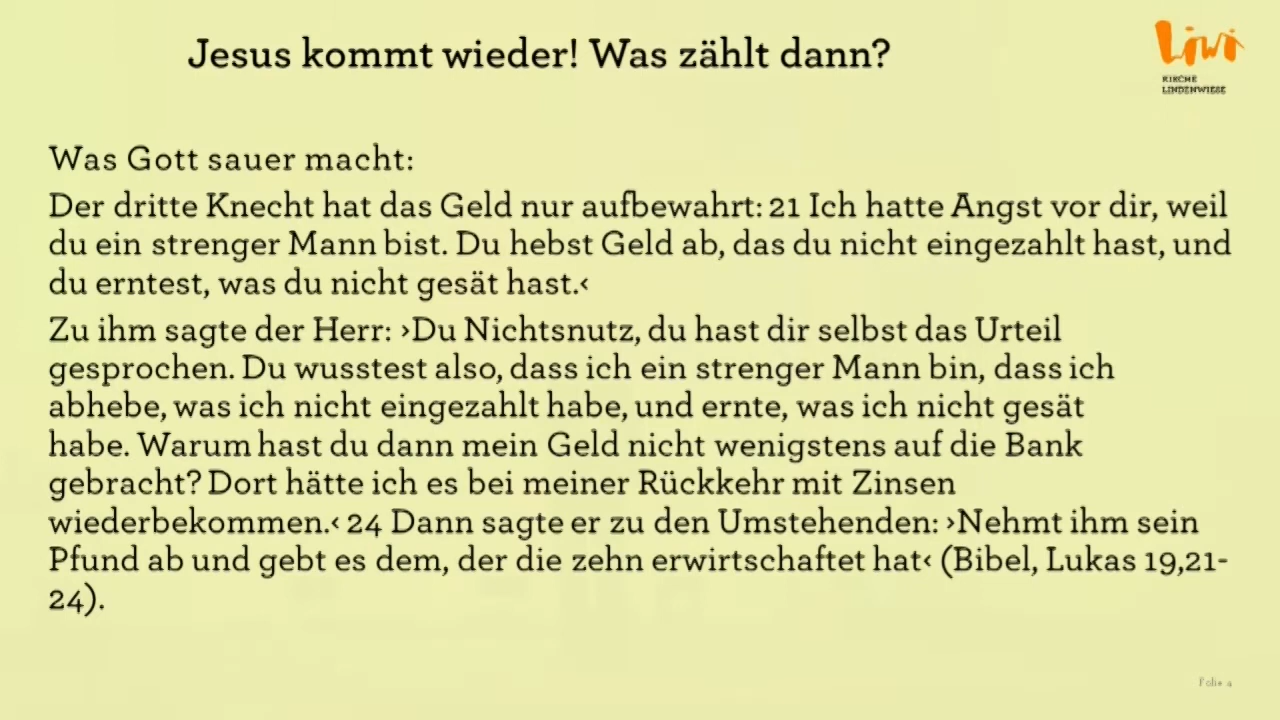 Jesus kommt wieder! Was zählt dann?
Liwi
KIRCHE
LINDENWIESE
Was Gott sauer macht:
Der dritte Knecht hat das Geld nur aufbewahrt: 21 Ich hatte Angst vor dir, weil
du ein strenger Mann bist. Du hebst Geld ab, das du nicht eingezahlt hast, und
du erntest, was du nicht gesät hast.‹
Zu ihm sagte der Herr: ›Du Nichtsnutz, du hast dir selbst das Urteil
gesprochen. Du wusstest also, dass ich ein strenger Mann bin, dass ich
abhebe, was ich nicht eingezahlt habe, und ernte, was ich nicht gesät
habe. Warum hast du dann mein Geld nicht wenigstens auf die Bank
gebracht? Dort hätte ich es bei meiner Rückkehr mit Zinsen
wiederbekommen.‹ 24 Dann sagte er zu den Umstehenden: ›Nehmt ihm sein
Pfund ab und gebt es dem, der die zehn erwirtschaftet hat‹ (Bibel, Lukas 19,21-
24).
Folie 4